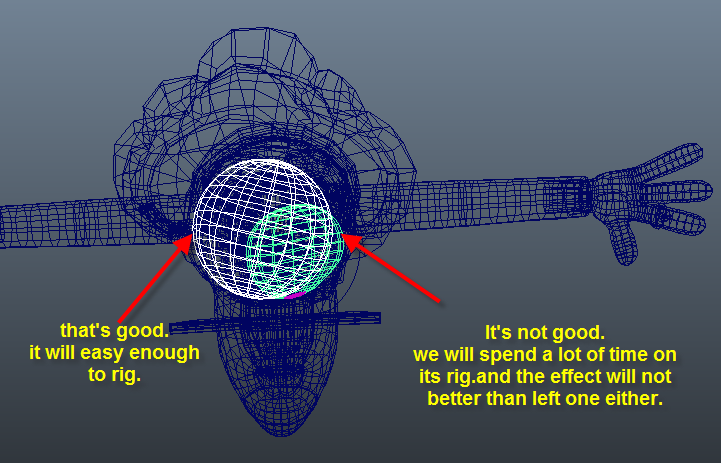 that's good.
it will easy enough
to rig.
It's not good.
we will spend a lot of time on
its rig.and the effect will not
better than left one either.